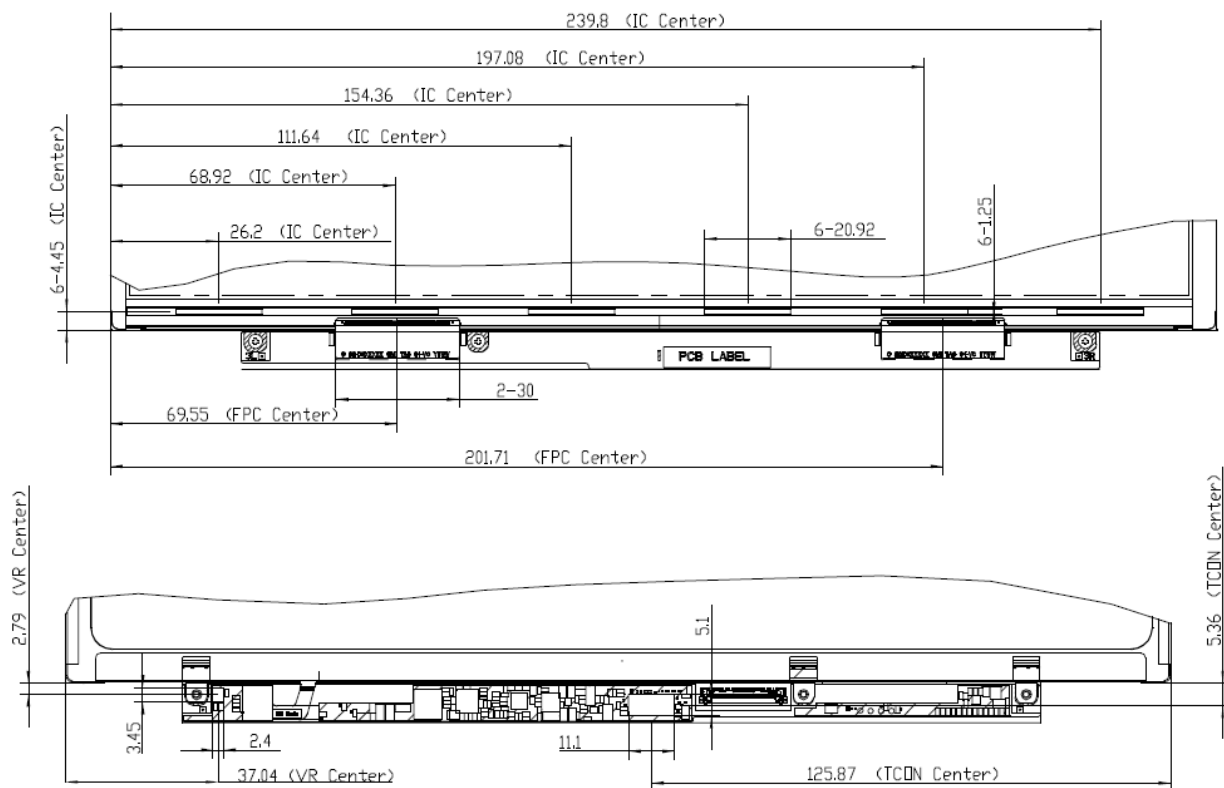 239.8 (IC Center)
197.08 (IC Center)
154.36 (IC Center)
111.64 (IC Center)
68.92 (IC Center)
26.2 (IC Center)
6-4.45 (IC Center)
6-20.92
6-1.25
PCB LABEL
2-30
69.55 (FPC Center)
201.71 (FPC Center)
2.79 (VR Center)
5.1
5.36 (TCON Center)
3.45
2.4
11.1
37.04 (VR Center)
125.87 (TCON Center)